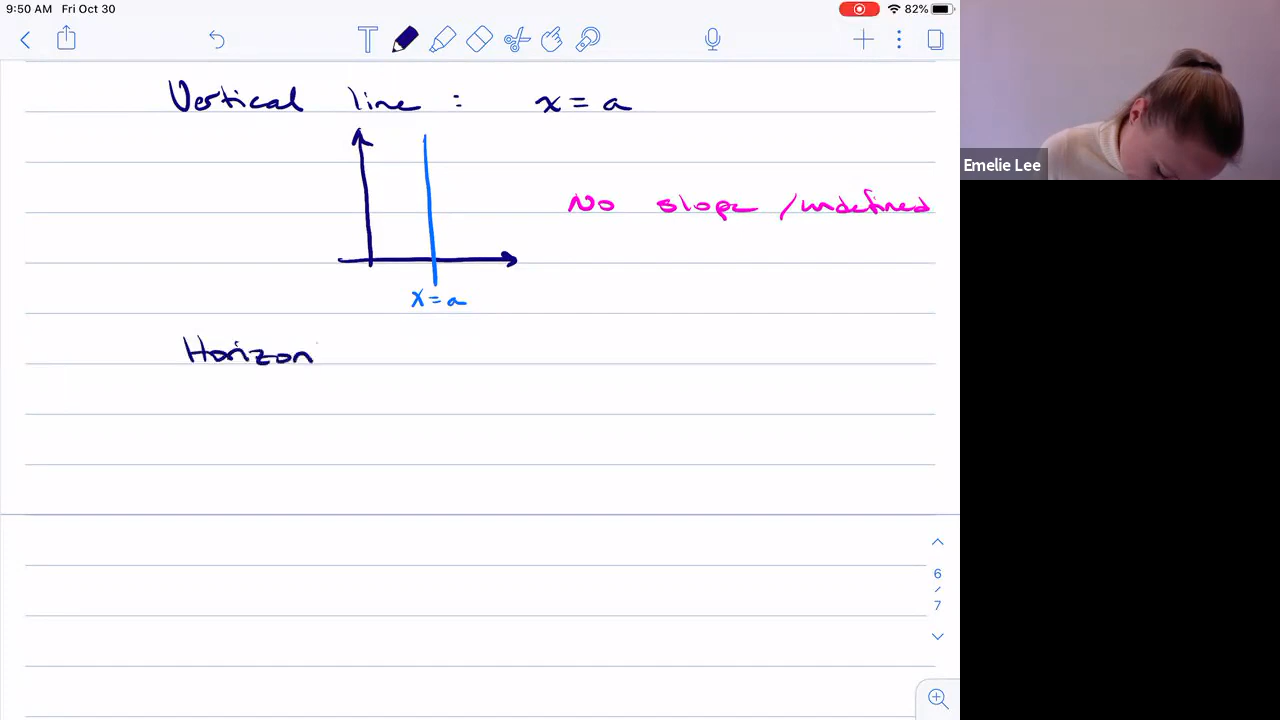 9:50 AM Fri Oct 30
82%
T
Vertical line : x = a
No slope /undefined
x = a
Horizon
6
/
7
Emelie Lee